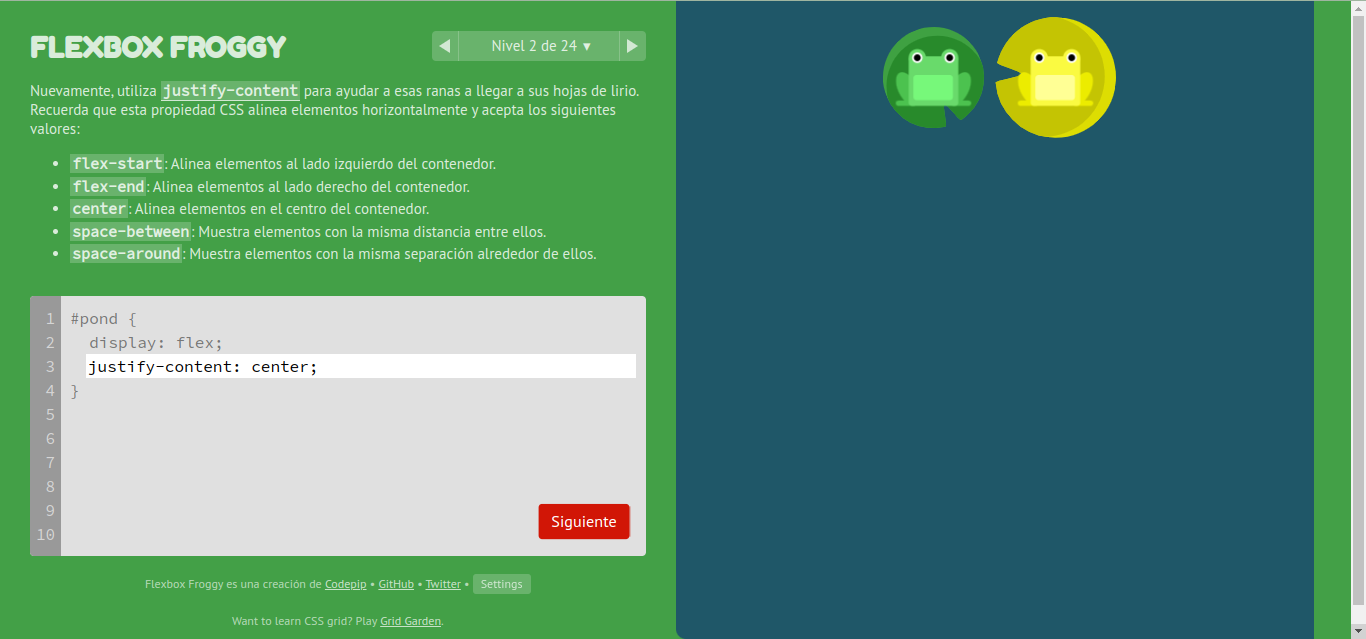 FLEXBOX FROGGY
◀ Nivel 2 de 24 ▾ ▶
Nuevamente, utiliza justify-content para ayudar a esas ranas a llegar a sus hojas de lirio.
Recuerda que esta propiedad CSS alinea elementos horizontalmente y acepta los siguientes
valores:
• flex-start: Alinea elementos al lado izquierdo del contenedor.
• flex-end: Alinea elementos al lado derecho del contenedor.
• center: Alinea elementos en el centro del contenedor.
• space-between: Muestra elementos con la misma distancia entre ellos.
• space-around: Muestra elementos con la misma separación alrededor de ellos.
1 #pond {
2 display: flex;
3 justify-content: center;
4 }
5
6
7
8
9
10
Siguiente
Flexbox Froggy es una creación de Codepip • GitHub • Twitter • Settings
Want to learn CSS grid? Play Grid Garden.